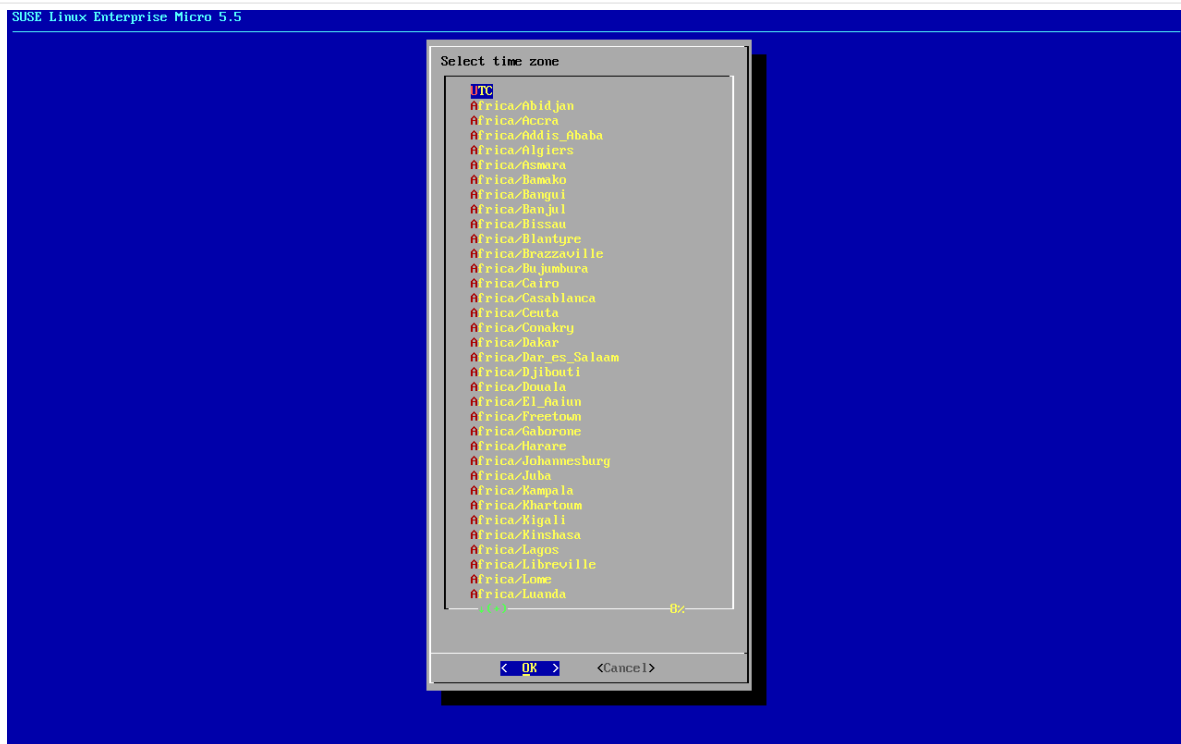 SUSE Linux Enterprise Micro 5.5
Select time zone
UTC
Africa/Abidjan
Africa/Accra
Africa/Addis_Ababa
Africa/Algiers
Africa/Asmara
Africa/Bamako
Africa/Bangui
Africa/Banjul
Africa/Bissau
Africa/Blantyre
Africa/Brazzaville
Africa/Bujumbura
Africa/Cairo
Africa/Casablanca
Africa/Ceuta
Africa/Conakry
Africa/Dakar
Africa/Dar_es_Salaam
Africa/Djibouti
Africa/Douala
Africa/El_Aaiun
Africa/Freetown
Africa/Gaborone
Africa/Harare
Africa/Johannesburg
Africa/Juba
Africa/Kampala
Africa/Khartoum
Africa/Kigali
Africa/Kinshasa
Africa/Lagos
Africa/Libreville
Africa/Lome
Africa/Luanda
↓(+) 8%
< OK > <Cancel>